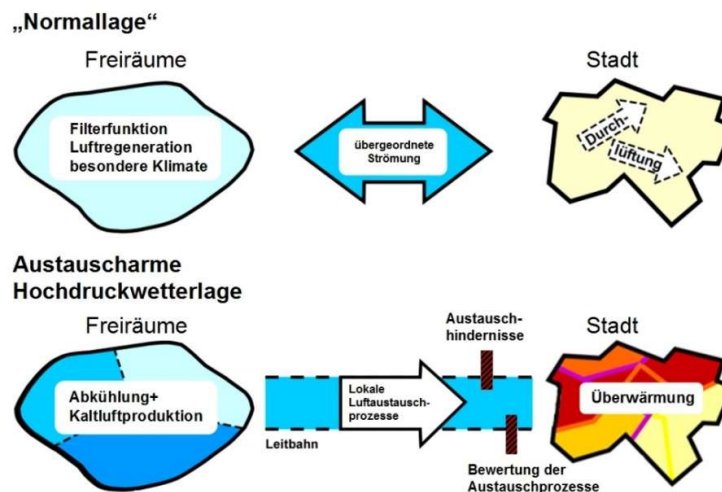 „Normallage“
Freiräume
Stadt
Filterfunktion
Luftregeneration
besondere Klimate
übergeordnete
Strömung
Durch-
lüftung
Austauscharme
Hochdruckwetterlage
Freiräume
Austausch-
hindernisse
Stadt
Abkühlung+
Kaltluftproduktion
Lokale
Luftaustausch-
prozesse
Überwärmung
Leitbahn
Bewertung der
Austauschprozesse